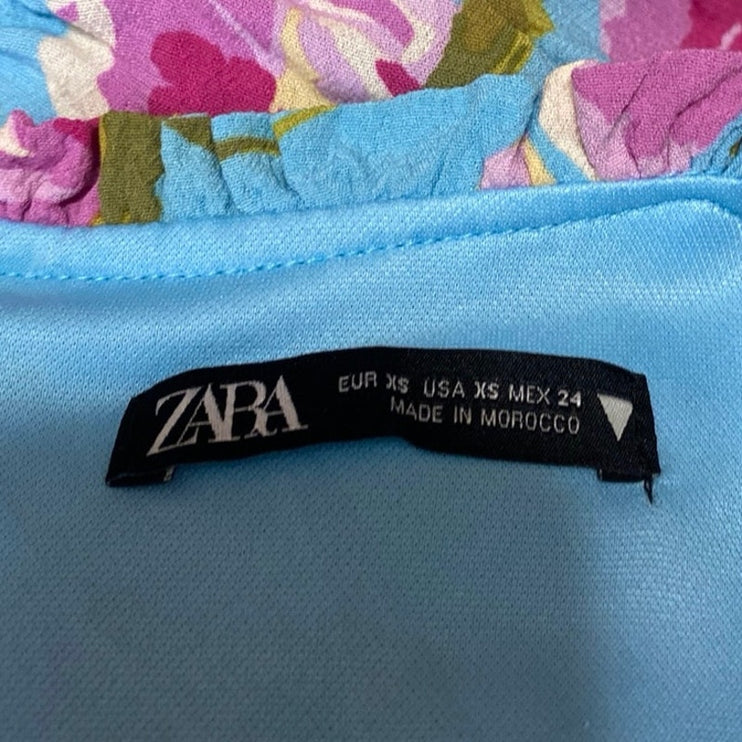 ZARA
EUR XS USA XS MEX 24
MADE IN MOROCCO